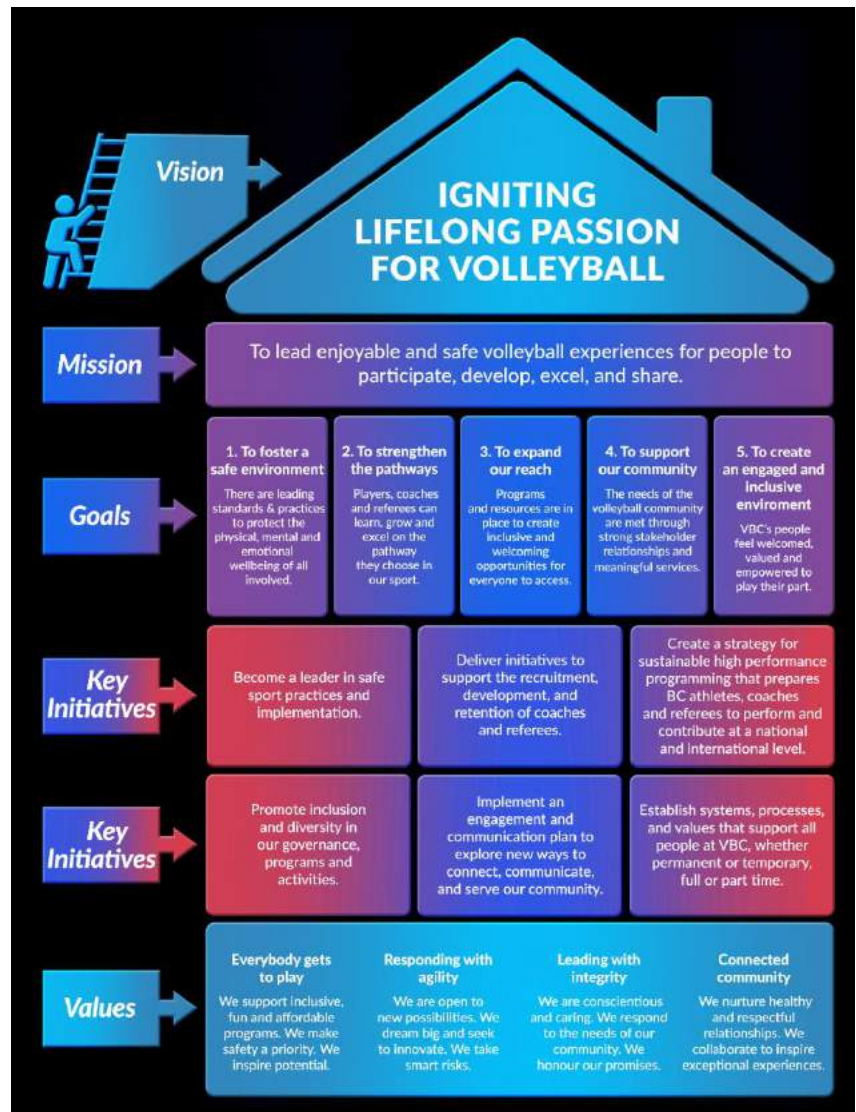 Vision
IGNITING
LIFELONG PASSION
FOR VOLLEYBALL
Mission
To lead enjoyable and safe volleyball experiences for people to
participate, develop, excel, and share.
Goals
1. To foster a
safe environment
There are leading
standards & practices
to protect the
physical, mental and
emotional
wellbeing of all
involved.
2. To strengthen
the pathways
Players, coaches
and referees can
learn, grow and
excel on the
pathway
they choose in
our sport.
3. To expand
our reach
Programs
and resources are in
place to create
inclusive and
welcoming
opportunities for
everyone to access.
4. To support
our community
The needs of the
volleyball community
are met through
strong stakeholder
relationships and
meaningful services.
5. To create
an engaged and
inclusive
enviroment
VBC's people
feel welcomed,
valued and
empowered to
play their part.
Key
Initiatives
Become a leader in safe
sport practices and
implementation.
Deliver initiatives to
support the recruitment,
development, and
retention of coaches
and referees.
Create a strategy for
sustainable high performance
programming that prepares
BC athletes, coaches
and referees to perform and
contribute at a national
and international level.
Key
Initiatives
Promote inclusion
and diversity in
our governance,
programs and
activities.
Implement an
engagement and
communication plan to
explore new ways to
connect, communicate,
and serve our community.
Establish systems, processes,
and values that support all
people at VBC, whether
permanent or temporary,
full or part time.
Values
Everybody gets
to play
We support inclusive,
fun and affordable
programs. We make
safety a priority. We
inspire potential.
Responding with
agility
We are open to
new possibilities. We
dream big and seek
to innovate. We take
smart risks.
Leading with
integrity
We are conscientious
and caring. We respond
to the needs of our
community. We
honour our promises.
Connected
community
We nurture healthy
and respectful
relationships. We
collaborate to inspire
exceptional experiences.